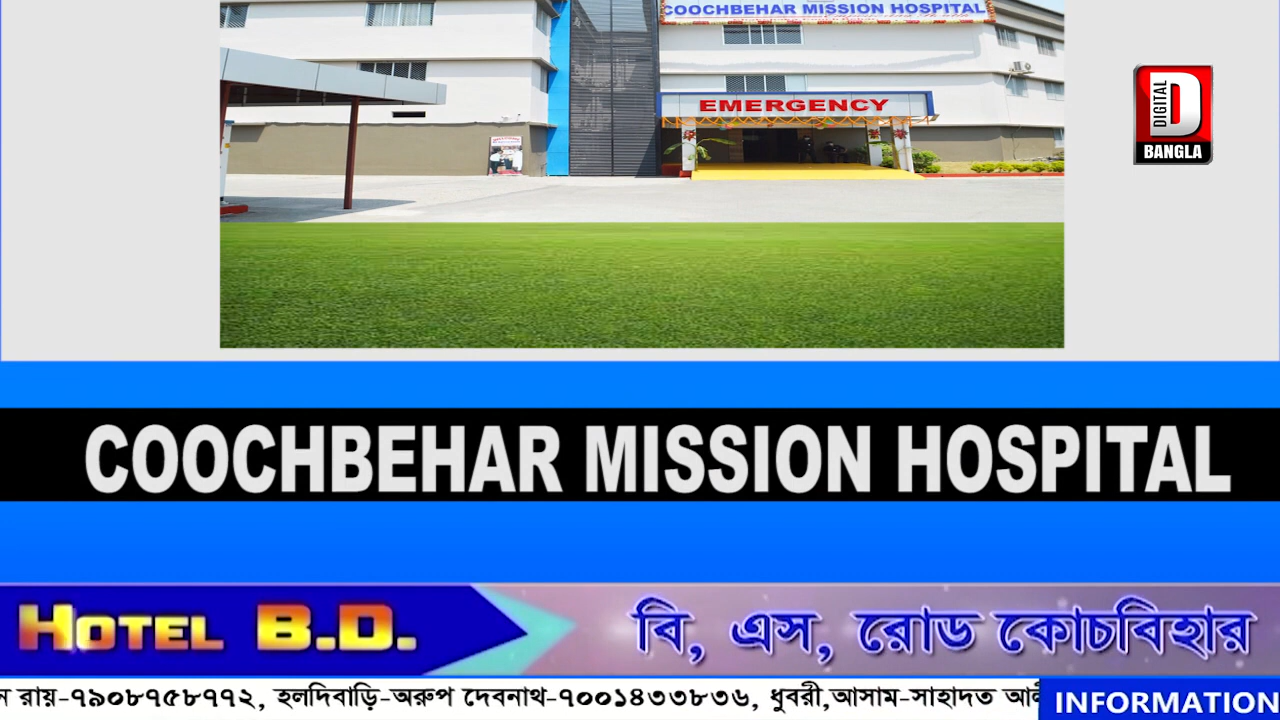 COOCHBEHAR MISSION HOSPITAL
EMERGENCY
DIGITAL
D
BANGLA
COOCHBEHAR MISSION HOSPITAL
HOTEL B.D.
বি, এস, রোড কোচবিহার
ন রায়-৭৯০৮৭৫৮৭৭২, হলদিবাড়ি-অরুপ দেবনাথ-৭০০১৪৩৩৮৩৬, ধুবরী,আসাম-সাহাদত
INFORMATION